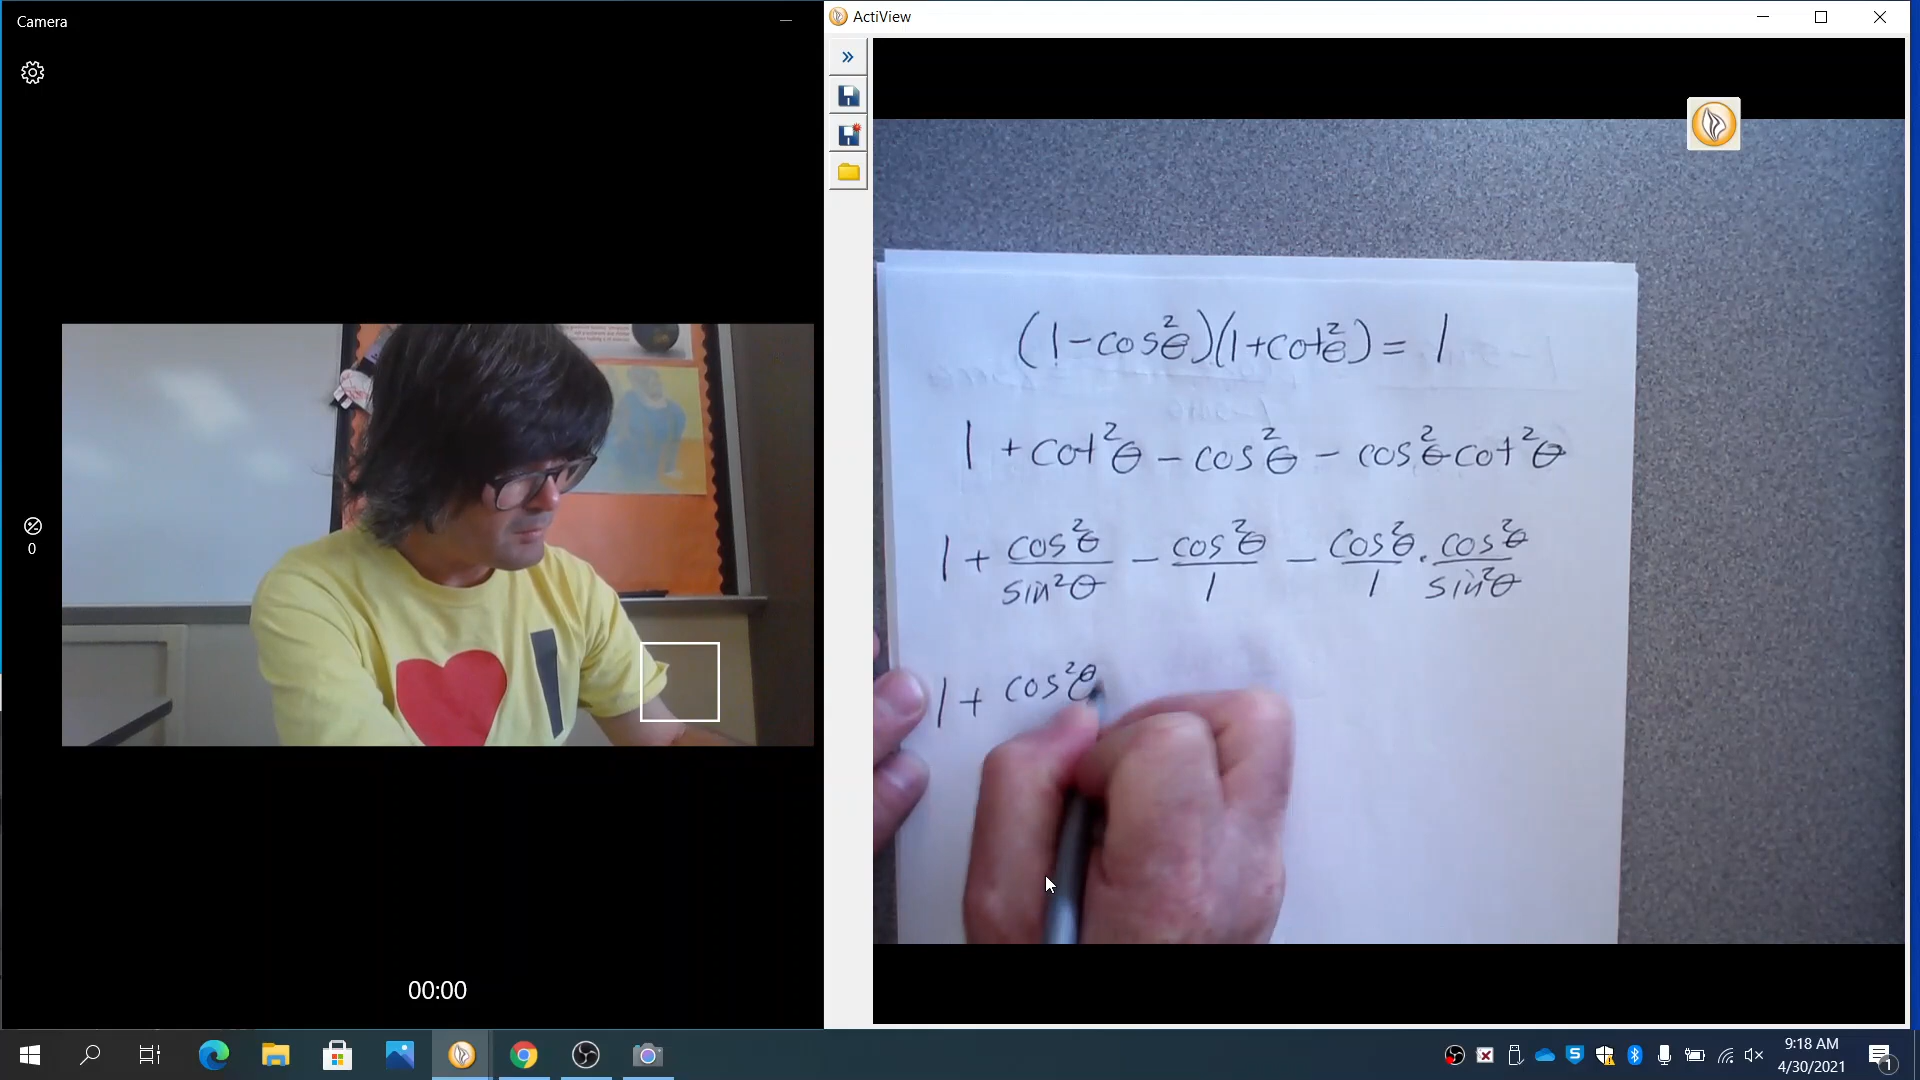 Camera
ActiView
(1-cos²θ)(1+cot²θ) = 1
1 + cot²θ - cos²θ - cos²θ cot²θ
1 + cos²θ/sin²θ - cos²θ/1 - cos²θ/1 · cos²θ/sin²θ
1 + cos²θ
0
00:00
9:18 AM
4/30/2021
1